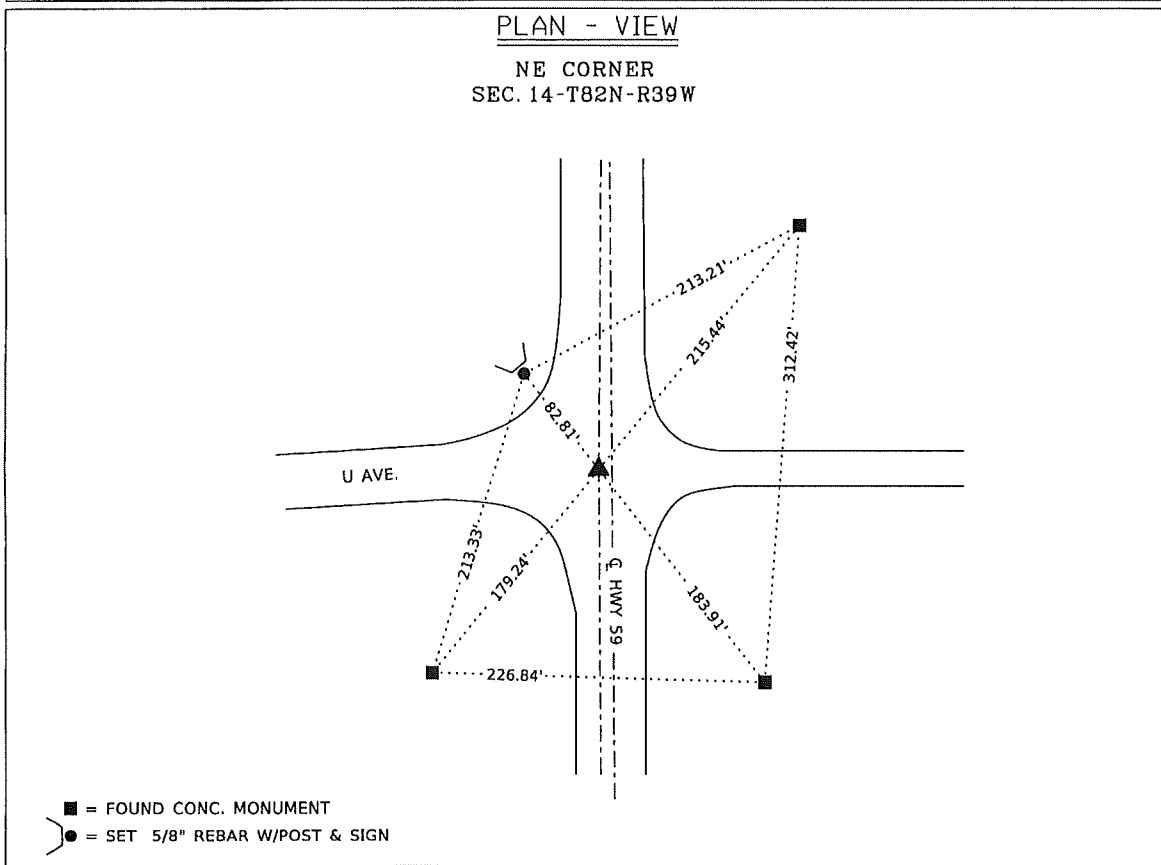 PLAN - VIEW
NE CORNER
SEC. 14-T82N-R39W
213.21'
215.44'
312.42'
82.81'
U AVE.
213.33'
179.24'
℄ HWY 59
183.91'
226.84'
■ = FOUND CONC. MONUMENT
● = SET 5/8" REBAR W/POST & SIGN